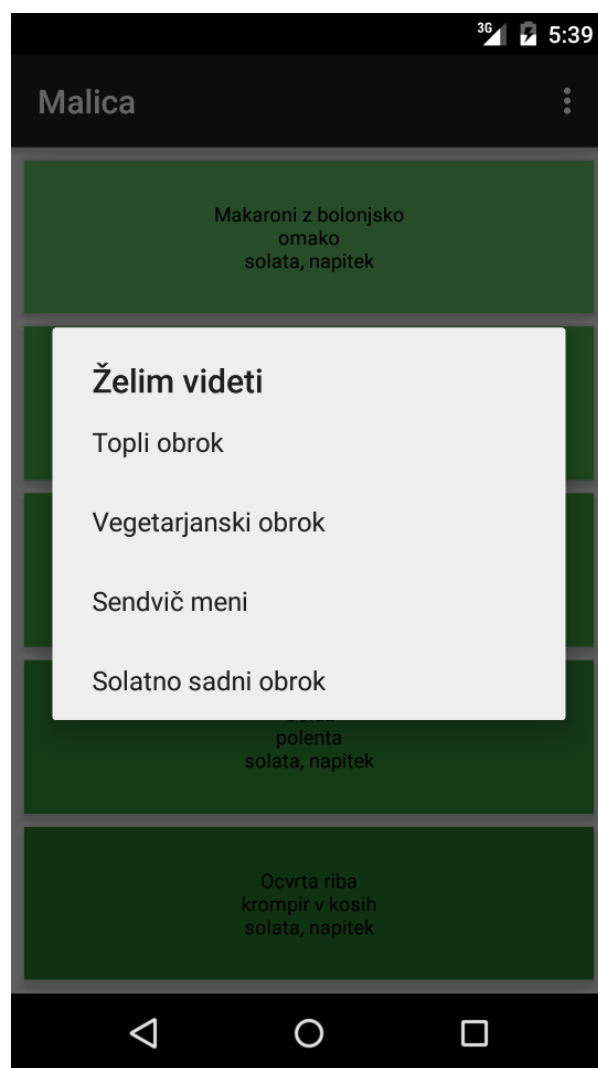 3G 5:39
Malica
Makaroni z bolonjsko
omako
solata, napitek
Želim videti
Topli obrok
Vegetarjanski obrok
Sendvič meni
Solatno sadni obrok
polenta
solata, napitek
Ocvrta riba
krompir v kosih
solata, napitek